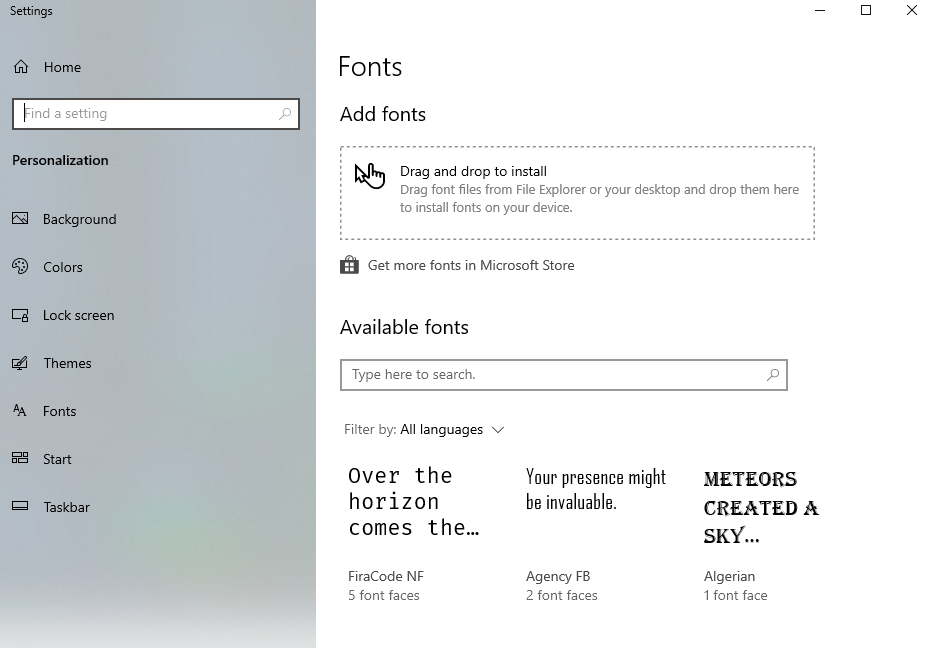 Settings
Home
Find a setting
Personalization
Background
Colors
Lock screen
Themes
Fonts
Start
Taskbar
Fonts
Add fonts
Drag and drop to install
Drag font files from File Explorer or your desktop and drop them here
to install fonts on your device.
Get more fonts in Microsoft Store
Available fonts
Type here to search.
Filter by: All languages
Over the
horizon
comes the…
FiraCode NF
5 font faces
Your presence might
be invaluable.
Agency FB
2 font faces
METEORS
CREATED A
SKY…
Algerian
1 font face